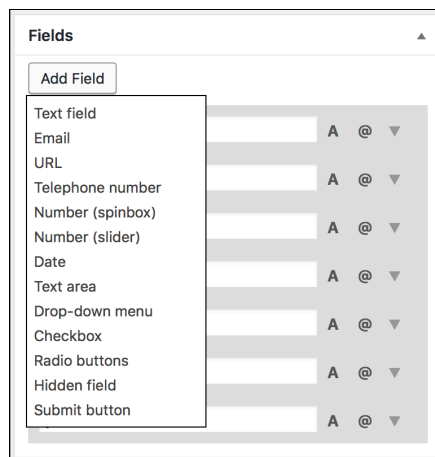 Fields
Add Field
Text field
Email
URL
Telephone number
Number (spinbox)
Number (slider)
Date
Text area
Drop-down menu
Checkbox
Radio buttons
Hidden field
Submit button
A @
A @
A @
A @
A @
A @
A @